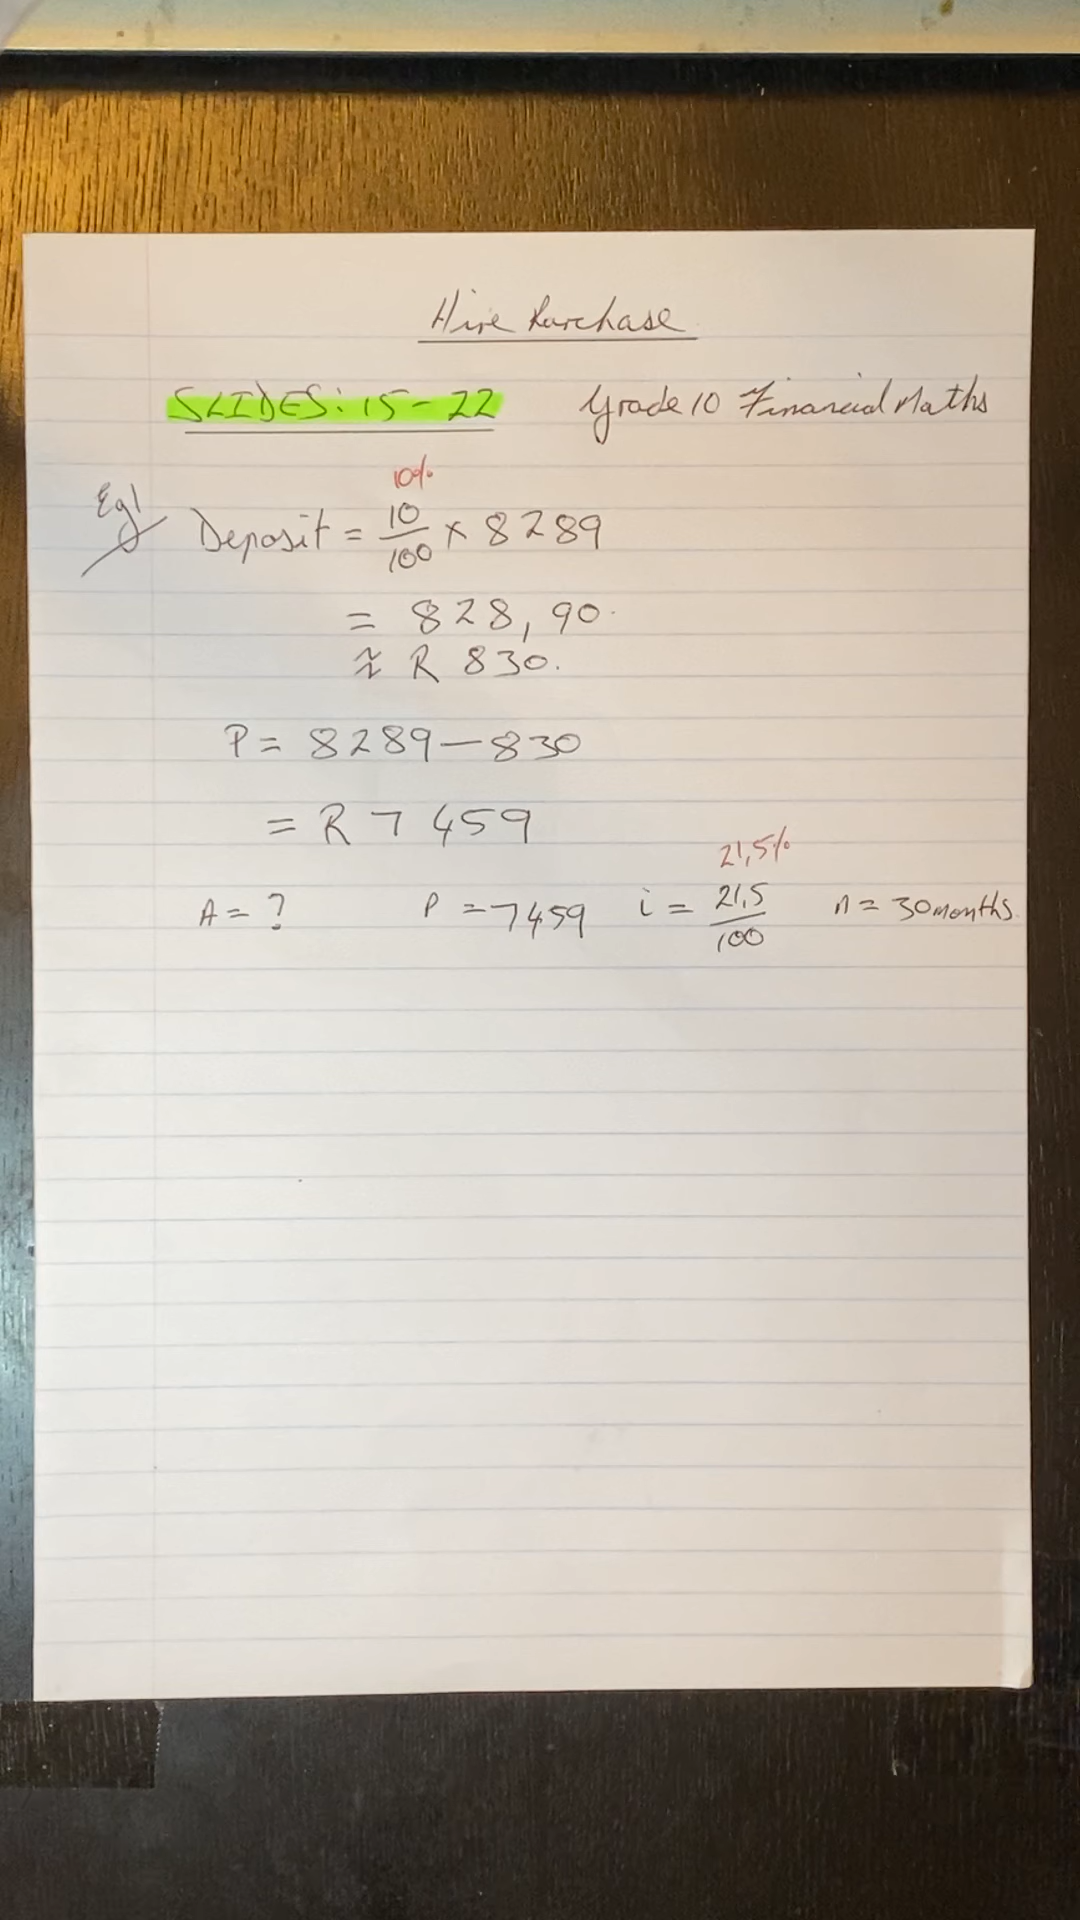 Hire Purchase
SLIDES: 15-22 Grade 10 Financial Maths
10%
Eg1 Deposit = 10/100 × 8289
= 828,90.
≈ R 830.
P = 8289 - 830
= R 7 459
21,5%
A = ? P = 7459 i = 21,5/100 n = 30 months.